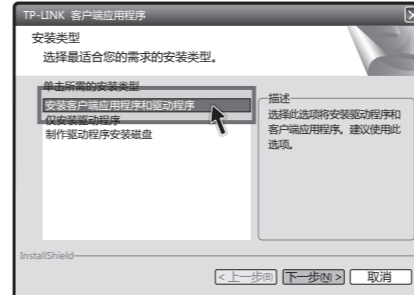 TP-LINK 客户端应用程序
安装类型
选择最适合您的需求的安装类型。
单击所需的安装类型
安装客户端应用程序和驱动程序
仅安装驱动程序
制作驱动程序安装磁盘
描述
选择此选项将安装驱动程序和
客户端应用程序。建议使用此
选项。
InstallShield
< 上一步(B) 下一步(N) > 取消